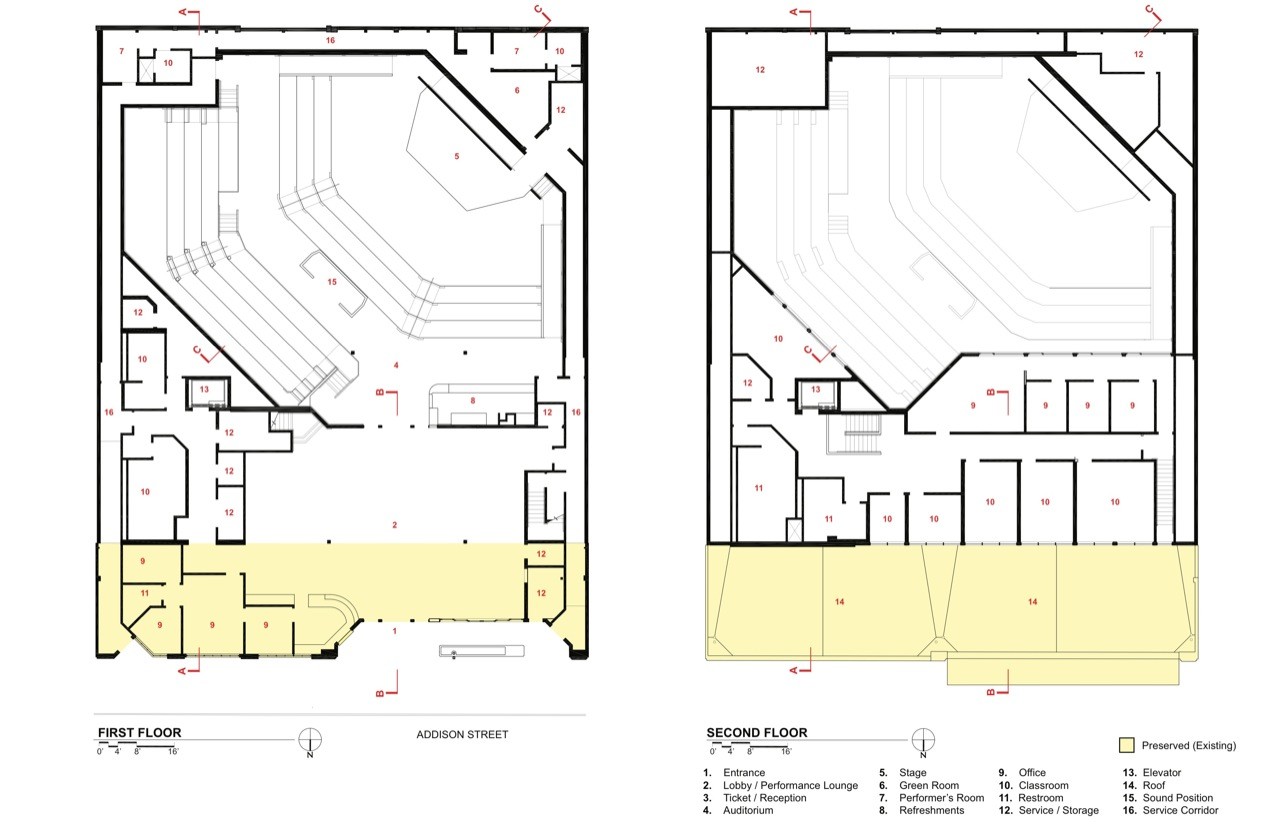 A
C
A
C
7
10
16
7
10
6
12
5
12
12
15
12
10
C
13
4
B
8
16
12
16
12
12
10
12
2
9
12
11
12
9
9
9
1
A
B
10
C
12
13
B
9
9
9
9
11
11
10
10
10
10
10
14
14
A
B
FIRST FLOOR
0' 4' 8' 16'
N
ADDISON STREET
SECOND FLOOR
0' 4' 8' 16'
N
Preserved (Existing)
1. Entrance
2. Lobby / Performance Lounge
3. Ticket / Reception
4. Auditorium
5. Stage
6. Green Room
7. Performer's Room
8. Refreshments
9. Office
10. Classroom
11. Restroom
12. Service / Storage
13. Elevator
14. Roof
15. Sound Position
16. Service Corridor